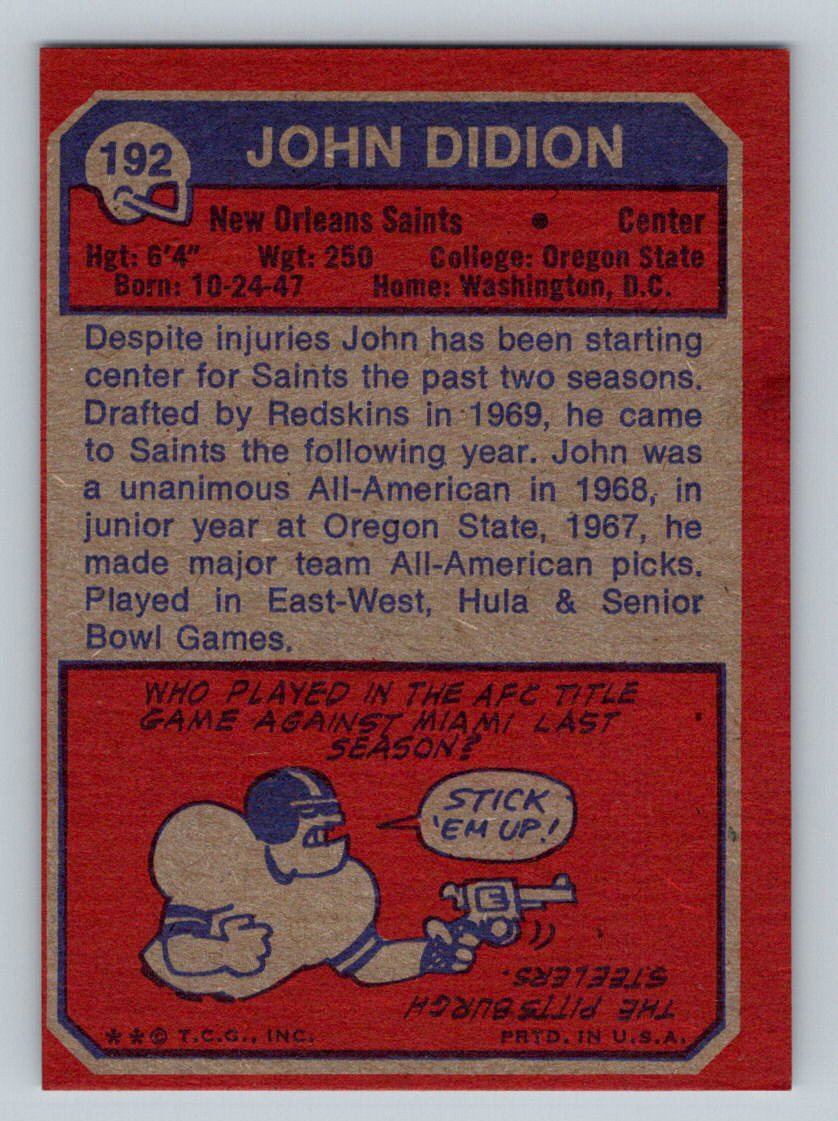 192
JOHN DIDION
New Orleans Saints • Center
Hgt: 6'4" Wgt: 250 College: Oregon State
Born: 10-24-47 Home: Washington, D.C.
Despite injuries John has been starting
center for Saints the past two seasons.
Drafted by Redskins in 1969, he came
to Saints the following year. John was
a unanimous All-American in 1968, in
junior year at Oregon State, 1967, he
made major team All-American picks.
Played in East-West, Hula & Senior
Bowl Games.
WHO PLAYED IN THE AFC TITLE
GAME AGAINST MIAMI LAST
SEASON?
STICK
'EM UP!
THE PITTSBURGH
STEELERS.
**© T.C.G., INC. PRTD. IN U.S.A.